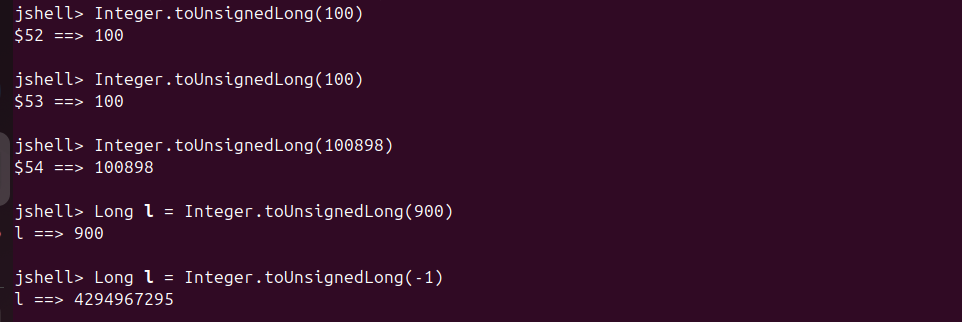 jshell> Integer.toUnsignedLong(100)
$52 ==> 100
jshell> Integer.toUnsignedLong(100)
$53 ==> 100
jshell> Integer.toUnsignedLong(100898)
$54 ==> 100898
jshell> Long l = Integer.toUnsignedLong(900)
l ==> 900
jshell> Long l = Integer.toUnsignedLong(-1)
l ==> 4294967295